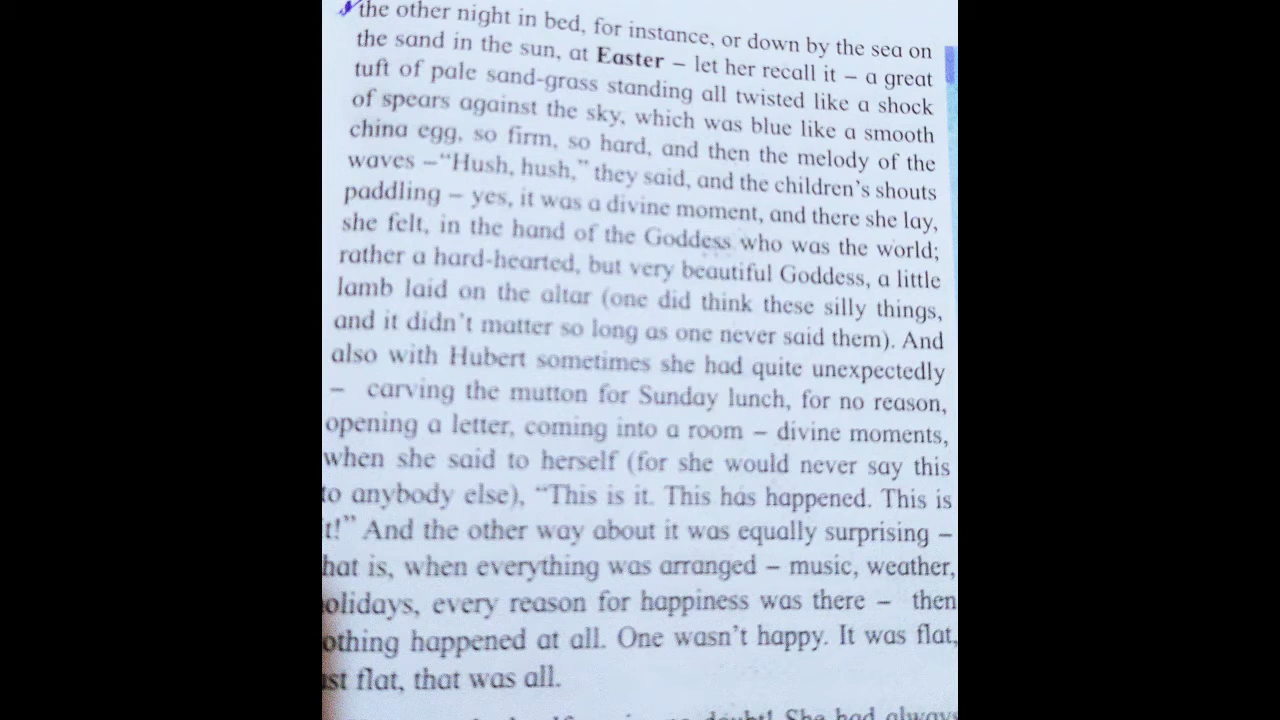 the other night in bed, for instance, or down by the sea on
the sand in the sun, at Easter – let her recall it – a great
tuft of pale sand-grass standing all twisted like a shock
of spears against the sky, which was blue like a smooth
china egg, so firm, so hard, and then the melody of the
waves –“Hush, hush,” they said, and the children’s shouts
paddling – yes, it was a divine moment, and there she lay,
she felt, in the hand of the Goddess who was the world;
rather a hard-hearted, but very beautiful Goddess, a little
lamb laid on the altar (one did think these silly things,
and it didn’t matter so long as one never said them). And
also with Hubert sometimes she had quite unexpectedly
– carving the mutton for Sunday lunch, for no reason,
opening a letter, coming into a room – divine moments,
when she said to herself (for she would never say this
to anybody else), “This is it. This has happened. This is
t!” And the other way about it was equally surprising –
hat is, when everything was arranged – music, weather,
olidays, every reason for happiness was there – then
othing happened at all. One wasn’t happy. It was flat,
st flat, that was all.
doubt! She had always